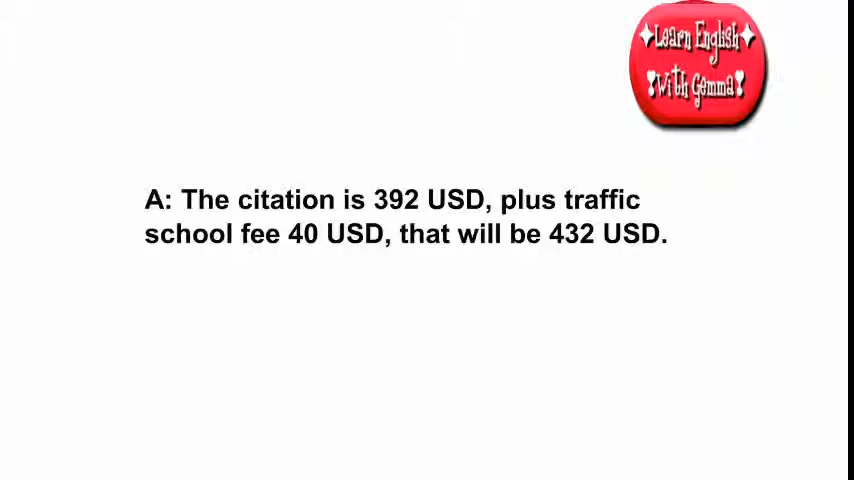 Learn English
With Gemma
A: The citation is 392 USD, plus traffic
school fee 40 USD, that will be 432 USD.